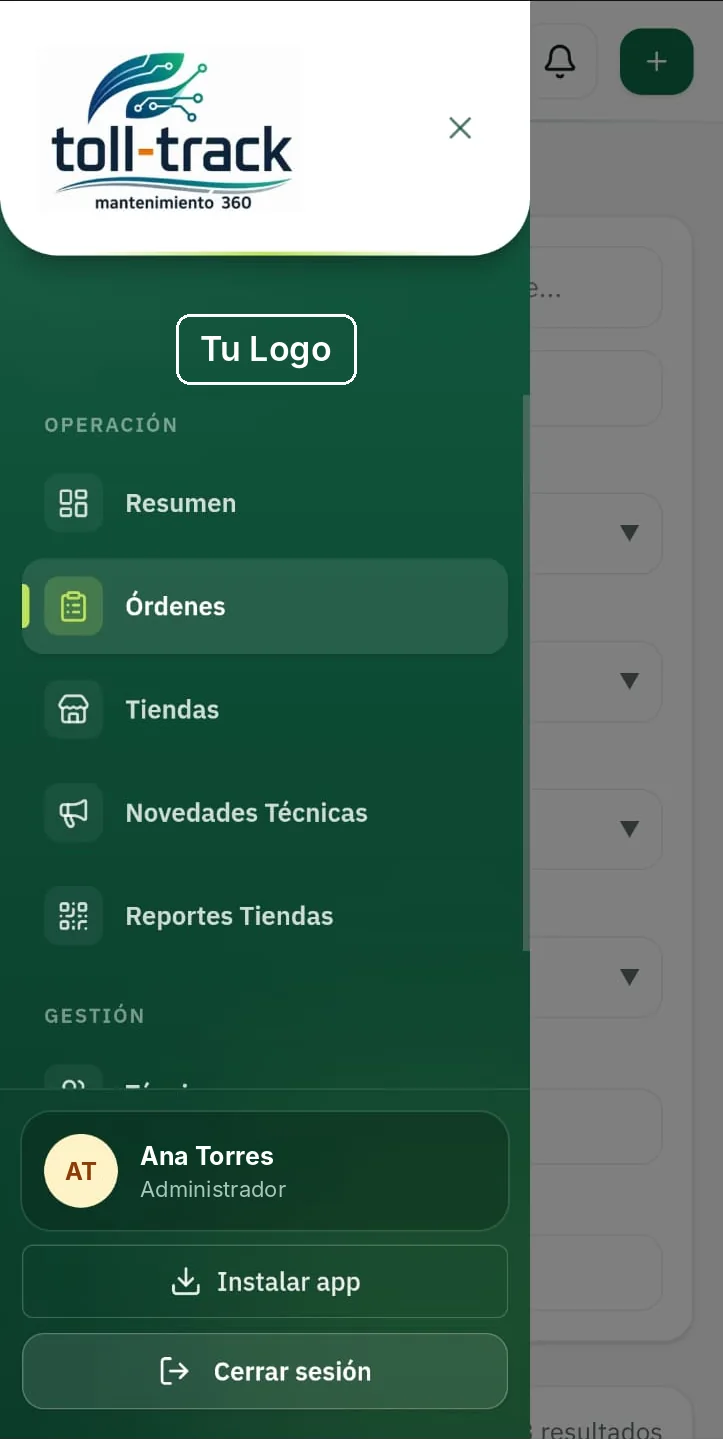 toll-track
mantenimiento 360
Tu Logo
OPERACIÓN
Resumen
Órdenes
Tiendas
Novedades Técnicas
Reportes Tiendas
GESTIÓN
AT
Ana Torres
Administrador
Instalar app
Cerrar sesión
e...
resultados